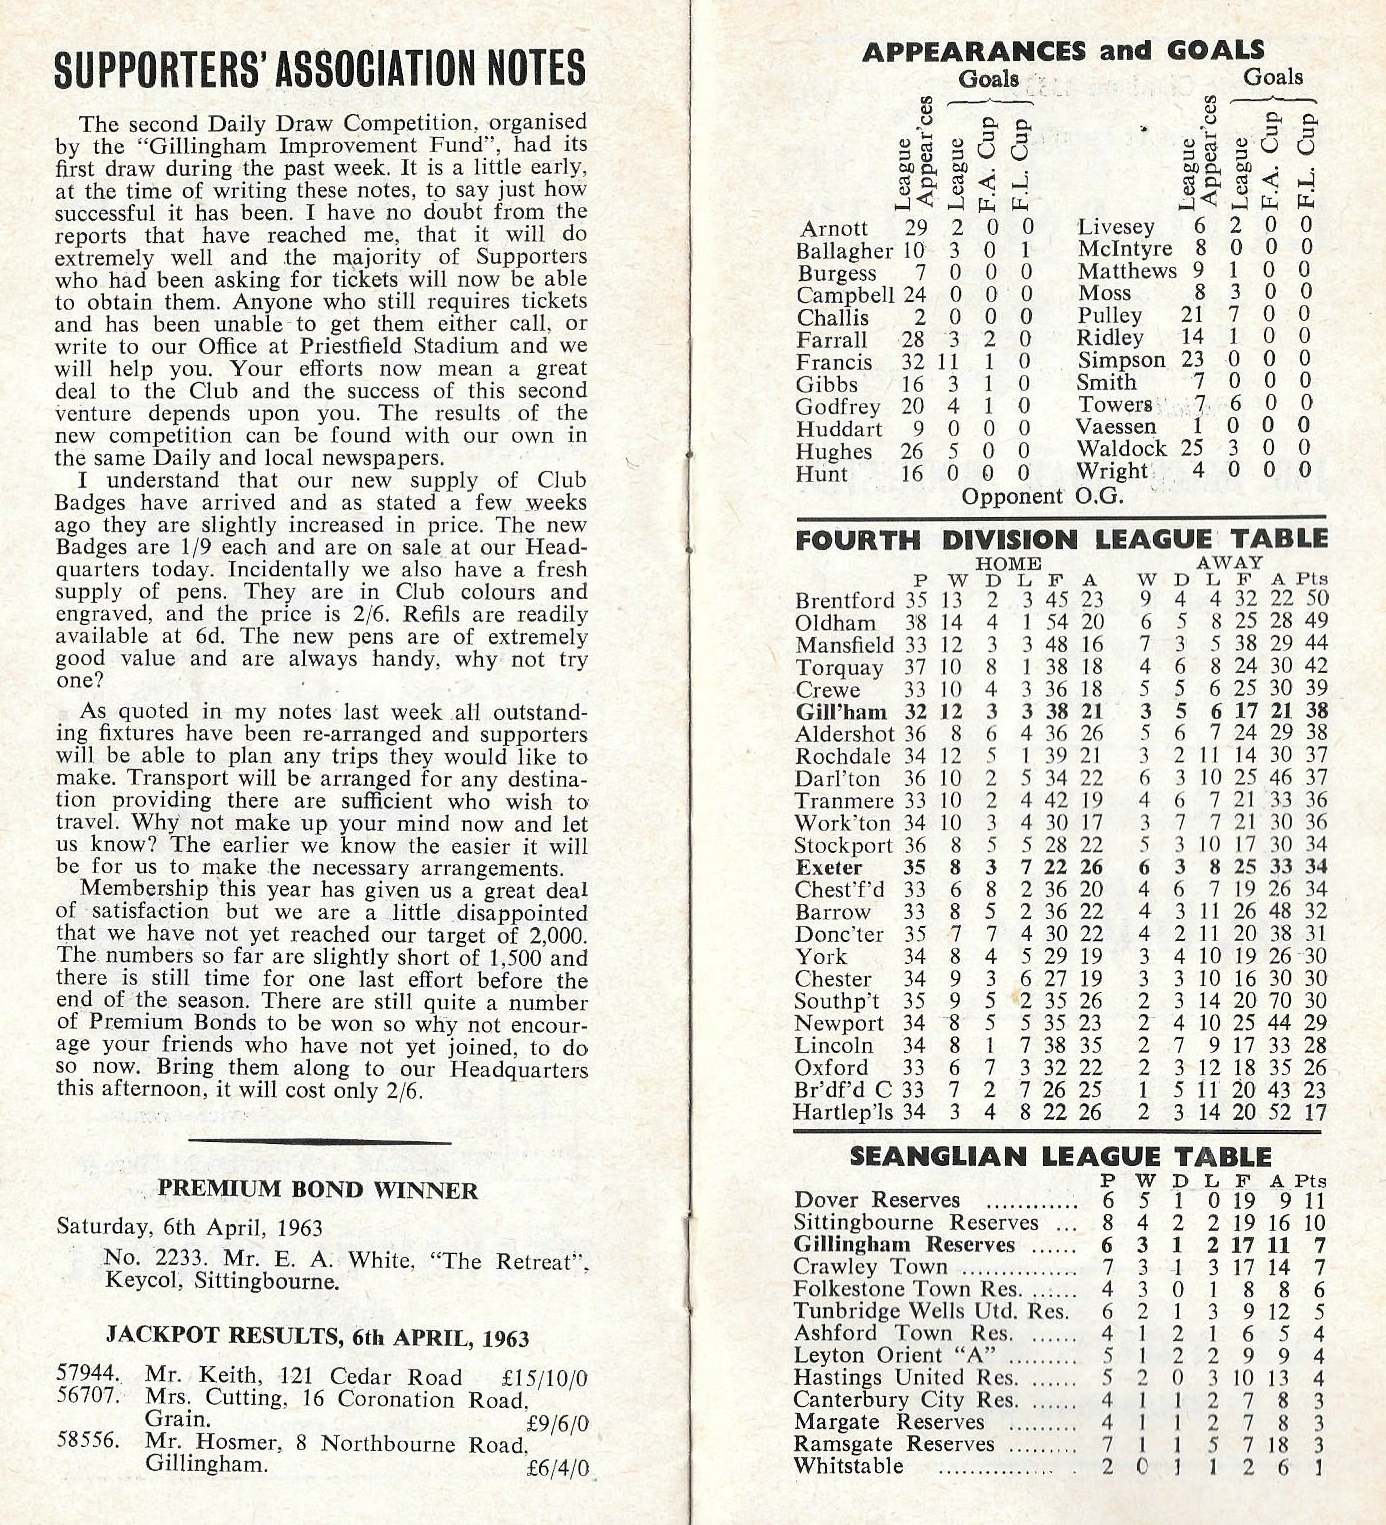 SUPPORTERS' ASSOCIATION NOTES
The second Daily Draw Competition, organised
by the "Gillingham Improvement Fund", had its
first draw during the past week. It is a little early,
at the time of writing these notes, to say just how
successful it has been. I have no doubt from the
reports that have reached me, that it will do
extremely well and the majority of Supporters
who had been asking for tickets will now be able
to obtain them. Anyone who still requires tickets
and has been unable to get them either call, or
write to our Office at Priestfield Stadium and we
will help you. Your efforts now mean a great
deal to the Club and the success of this second
venture depends upon you. The results of the
new competition can be found with our own in
the same Daily and local newspapers.
I understand that our new supply of Club
Badges have arrived and as stated a few weeks
ago they are slightly increased in price. The new
Badges are 1/9 each and are on sale at our Head-
quarters today. Incidentally we also have a fresh
supply of pens. They are in Club colours and
engraved, and the price is 2/6. Refils are readily
available at 6d. The new pens are of extremely
good value and are always handy, why not try
one?
As quoted in my notes last week all outstand-
ing fixtures have been re-arranged and supporters
will be able to plan any trips they would like to
make. Transport will be arranged for any destina-
tion providing there are sufficient who wish to
travel. Why not make up your mind now and let
us know? The earlier we know the easier it will
be for us to make the necessary arrangements.
Membership this year has given us a great deal
of satisfaction but we are a little disappointed
that we have not yet reached our target of 2,000.
The numbers so far are slightly short of 1,500 and
there is still time for one last effort before the
end of the season. There are still quite a number
of Premium Bonds to be won so why not encour-
age your friends who have not yet joined, to do
so now. Bring them along to our Headquarters
this afternoon, it will cost only 2/6.
PREMIUM BOND WINNER
Saturday, 6th April, 1963
No. 2233. Mr. E. A. White, "The Retreat",
Keycol, Sittingbourne.
JACKPOT RESULTS, 6th APRIL, 1963
57944. Mr. Keith, 121 Cedar Road £15/10/0
56707. Mrs. Cutting, 16 Coronation Road,
Grain. £9/6/0
58556. Mr. Hosmer, 8 Northbourne Road,
Gillingham. £6/4/0
APPEARANCES and GOALS
Goals Goals
League Appear'ces League F.A. Cup F.L. Cup League Appear'ces League F.A. Cup F.L. Cup
Arnott 29 2 0 0 Livesey 6 2 0 0
Ballagher 10 3 0 1 McIntyre 8 0 0 0
Burgess 7 0 0 0 Matthews 9 1 0 0
Campbell 24 0 0 0 Moss 8 3 0 0
Challis 2 0 0 0 Pulley 21 7 0 0
Farrall 28 3 2 0 Ridley 14 1 0 0
Francis 32 11 1 0 Simpson 23 0 0 0
Gibbs 16 3 1 0 Smith 7 0 0 0
Godfrey 20 4 1 0 Towers 7 6 0 0
Huddart 9 0 0 0 Vaessen 1 0 0 0
Hughes 26 5 0 0 Waldock 25 3 0 0
Hunt 16 0 0 0 Wright 4 0 0 0
Opponent O.G.
FOURTH DIVISION LEAGUE TABLE
HOME AWAY
P W D L F A W D L F A Pts
Brentford 35 13 2 3 45 23 9 4 4 32 22 50
Oldham 38 14 4 1 54 20 6 5 8 25 28 49
Mansfield 33 12 3 3 48 16 7 3 5 38 29 44
Torquay 37 10 8 1 38 18 4 6 8 24 30 42
Crewe 33 10 4 3 36 18 5 5 6 25 30 39
Gill'ham 32 12 3 3 38 21 3 5 6 17 21 38
Aldershot 36 8 6 4 36 26 5 6 7 24 29 38
Rochdale 34 12 5 1 39 21 3 2 11 14 30 37
Darl'ton 36 10 2 5 34 22 6 3 10 25 46 37
Tranmere 33 10 2 4 42 19 4 6 7 21 33 36
Work'ton 34 10 3 4 30 17 3 7 7 21 30 36
Stockport 36 8 5 5 28 22 5 3 10 17 30 34
Exeter 35 8 3 7 22 26 6 3 8 25 33 34
Chest'f'd 33 6 8 2 36 20 4 6 7 19 26 34
Barrow 33 8 5 2 36 22 4 3 11 26 48 32
Donc'ter 35 7 7 4 30 22 4 2 11 20 38 31
York 34 8 4 5 29 19 3 4 10 19 26 30
Chester 34 9 3 6 27 19 3 3 10 16 30 30
Southp't 35 9 5 2 35 26 2 3 14 20 70 30
Newport 34 8 5 5 35 23 2 4 10 25 44 29
Lincoln 34 8 1 7 38 35 2 7 9 17 33 28
Oxford 33 6 7 3 32 22 2 3 12 18 35 26
Br'df'd C 33 7 2 7 26 25 1 5 11 20 43 23
Hartlep'ls 34 3 4 8 22 26 2 3 14 20 52 17
SEANGLIAN LEAGUE TABLE
P W D L F A Pts
Dover Reserves ............ 6 5 1 0 19 9 11
Sittingbourne Reserves ... 8 4 2 2 19 16 10
Gillingham Reserves ...... 6 3 1 2 17 11 7
Crawley Town ............... 7 3 1 3 17 14 7
Folkestone Town Res. ...... 4 3 0 1 8 8 6
Tunbridge Wells Utd. Res. 6 2 1 3 9 12 5
Ashford Town Res. ...... 4 1 2 1 6 5 4
Leyton Orient "A" ......... 5 1 2 2 9 9 4
Hastings United Res. ...... 5 2 0 3 10 13 4
Canterbury City Res. ...... 4 1 1 2 7 8 3
Margate Reserves ......... 4 1 1 2 7 8 3
Ramsgate Reserves ......... 7 1 1 5 7 18 3
Whitstable ............... 2 0 1 1 2 6 1